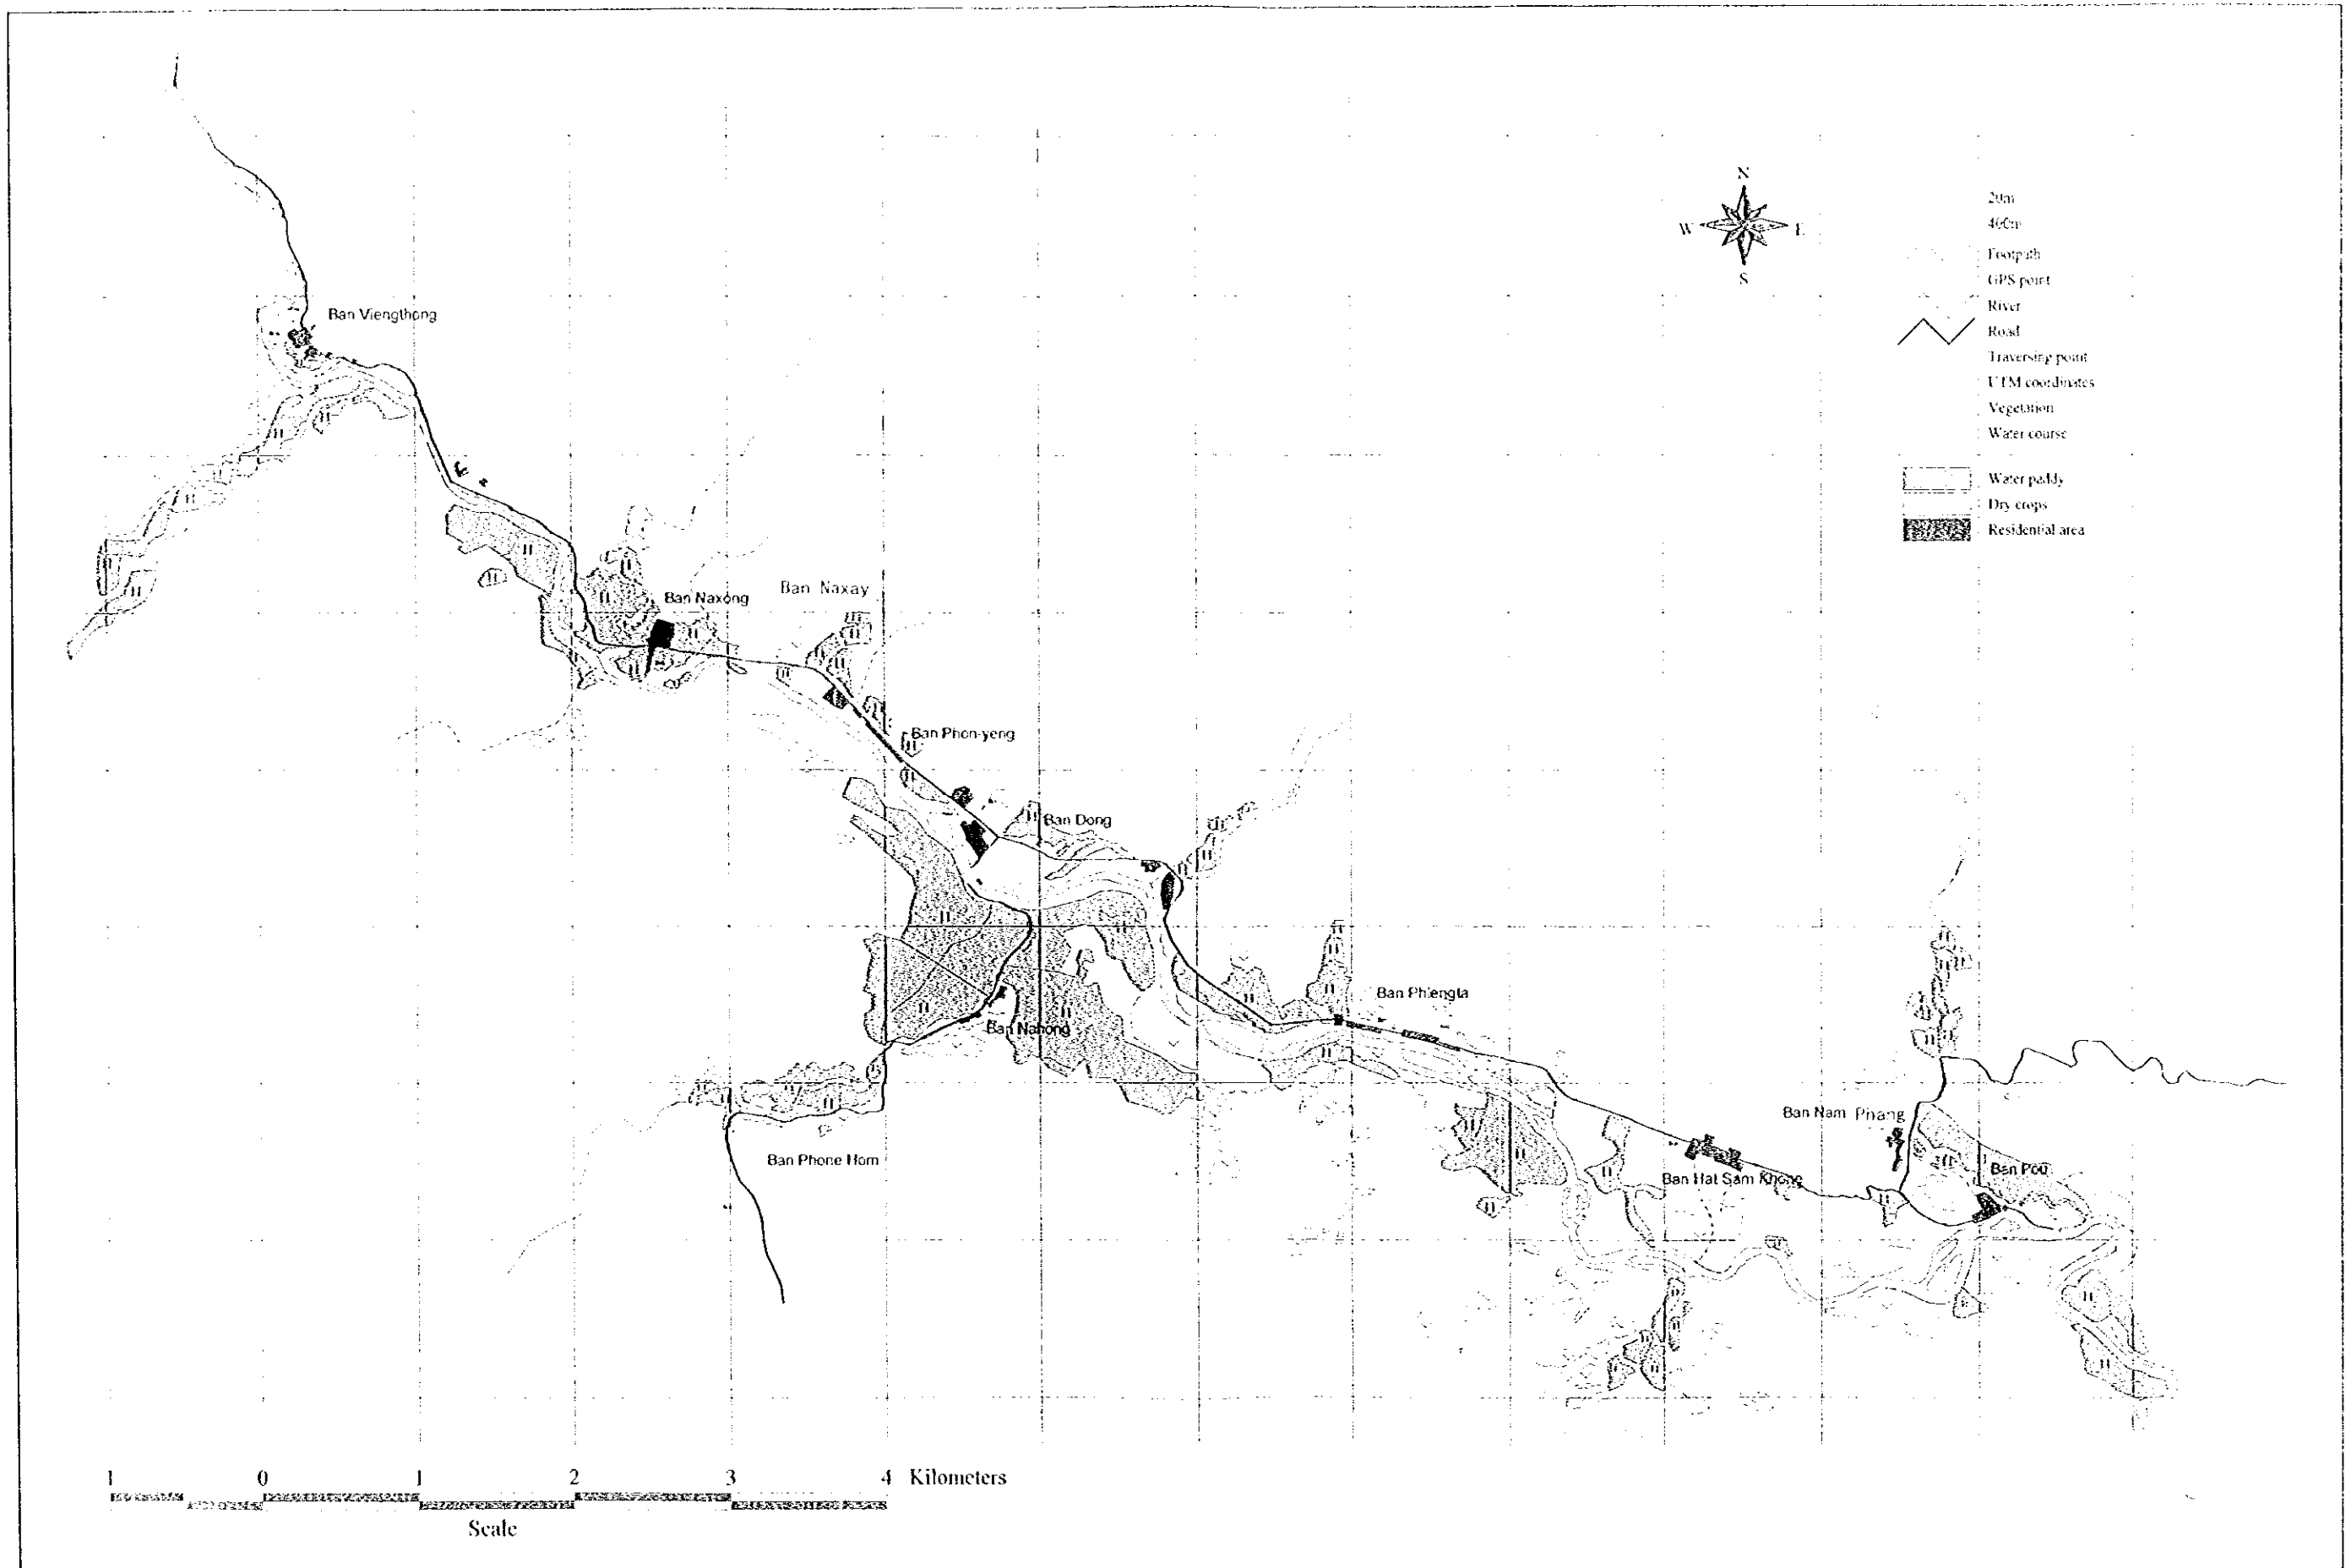 N
W E
S
20m
400m
Footpath
GPS point
River
Road
Traversing point
UTM coordinates
Vegetation
Water course
Water paddy
Dry crops
Residential area
Ban Viengthong
Ban Naxong
Ban Naxay
Ban Phon-yeng
Ban Dong
Ban Phiengta
Ban Nahong
Ban Nam Phang
Ban Phone Hom
Ban Hat Sam Khone
Ban Pou
1 0 1 2 3 4 Kilometers
Scale